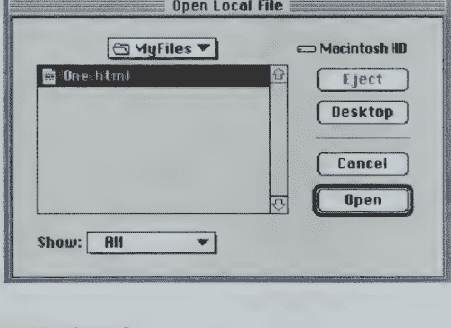 Open Local File
MyFiles
Macintosh HD
One.html
Eject
Desktop
Cancel
Open
Show: All